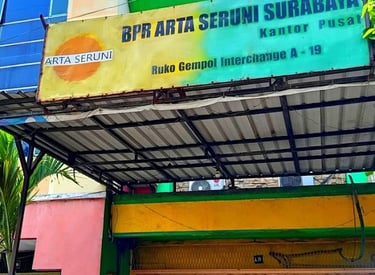 BPR ARTA SERUNI SURABAYA
Kantor Pusat
ARTA SERUNI
Ruko Gempol Interchange A - 19